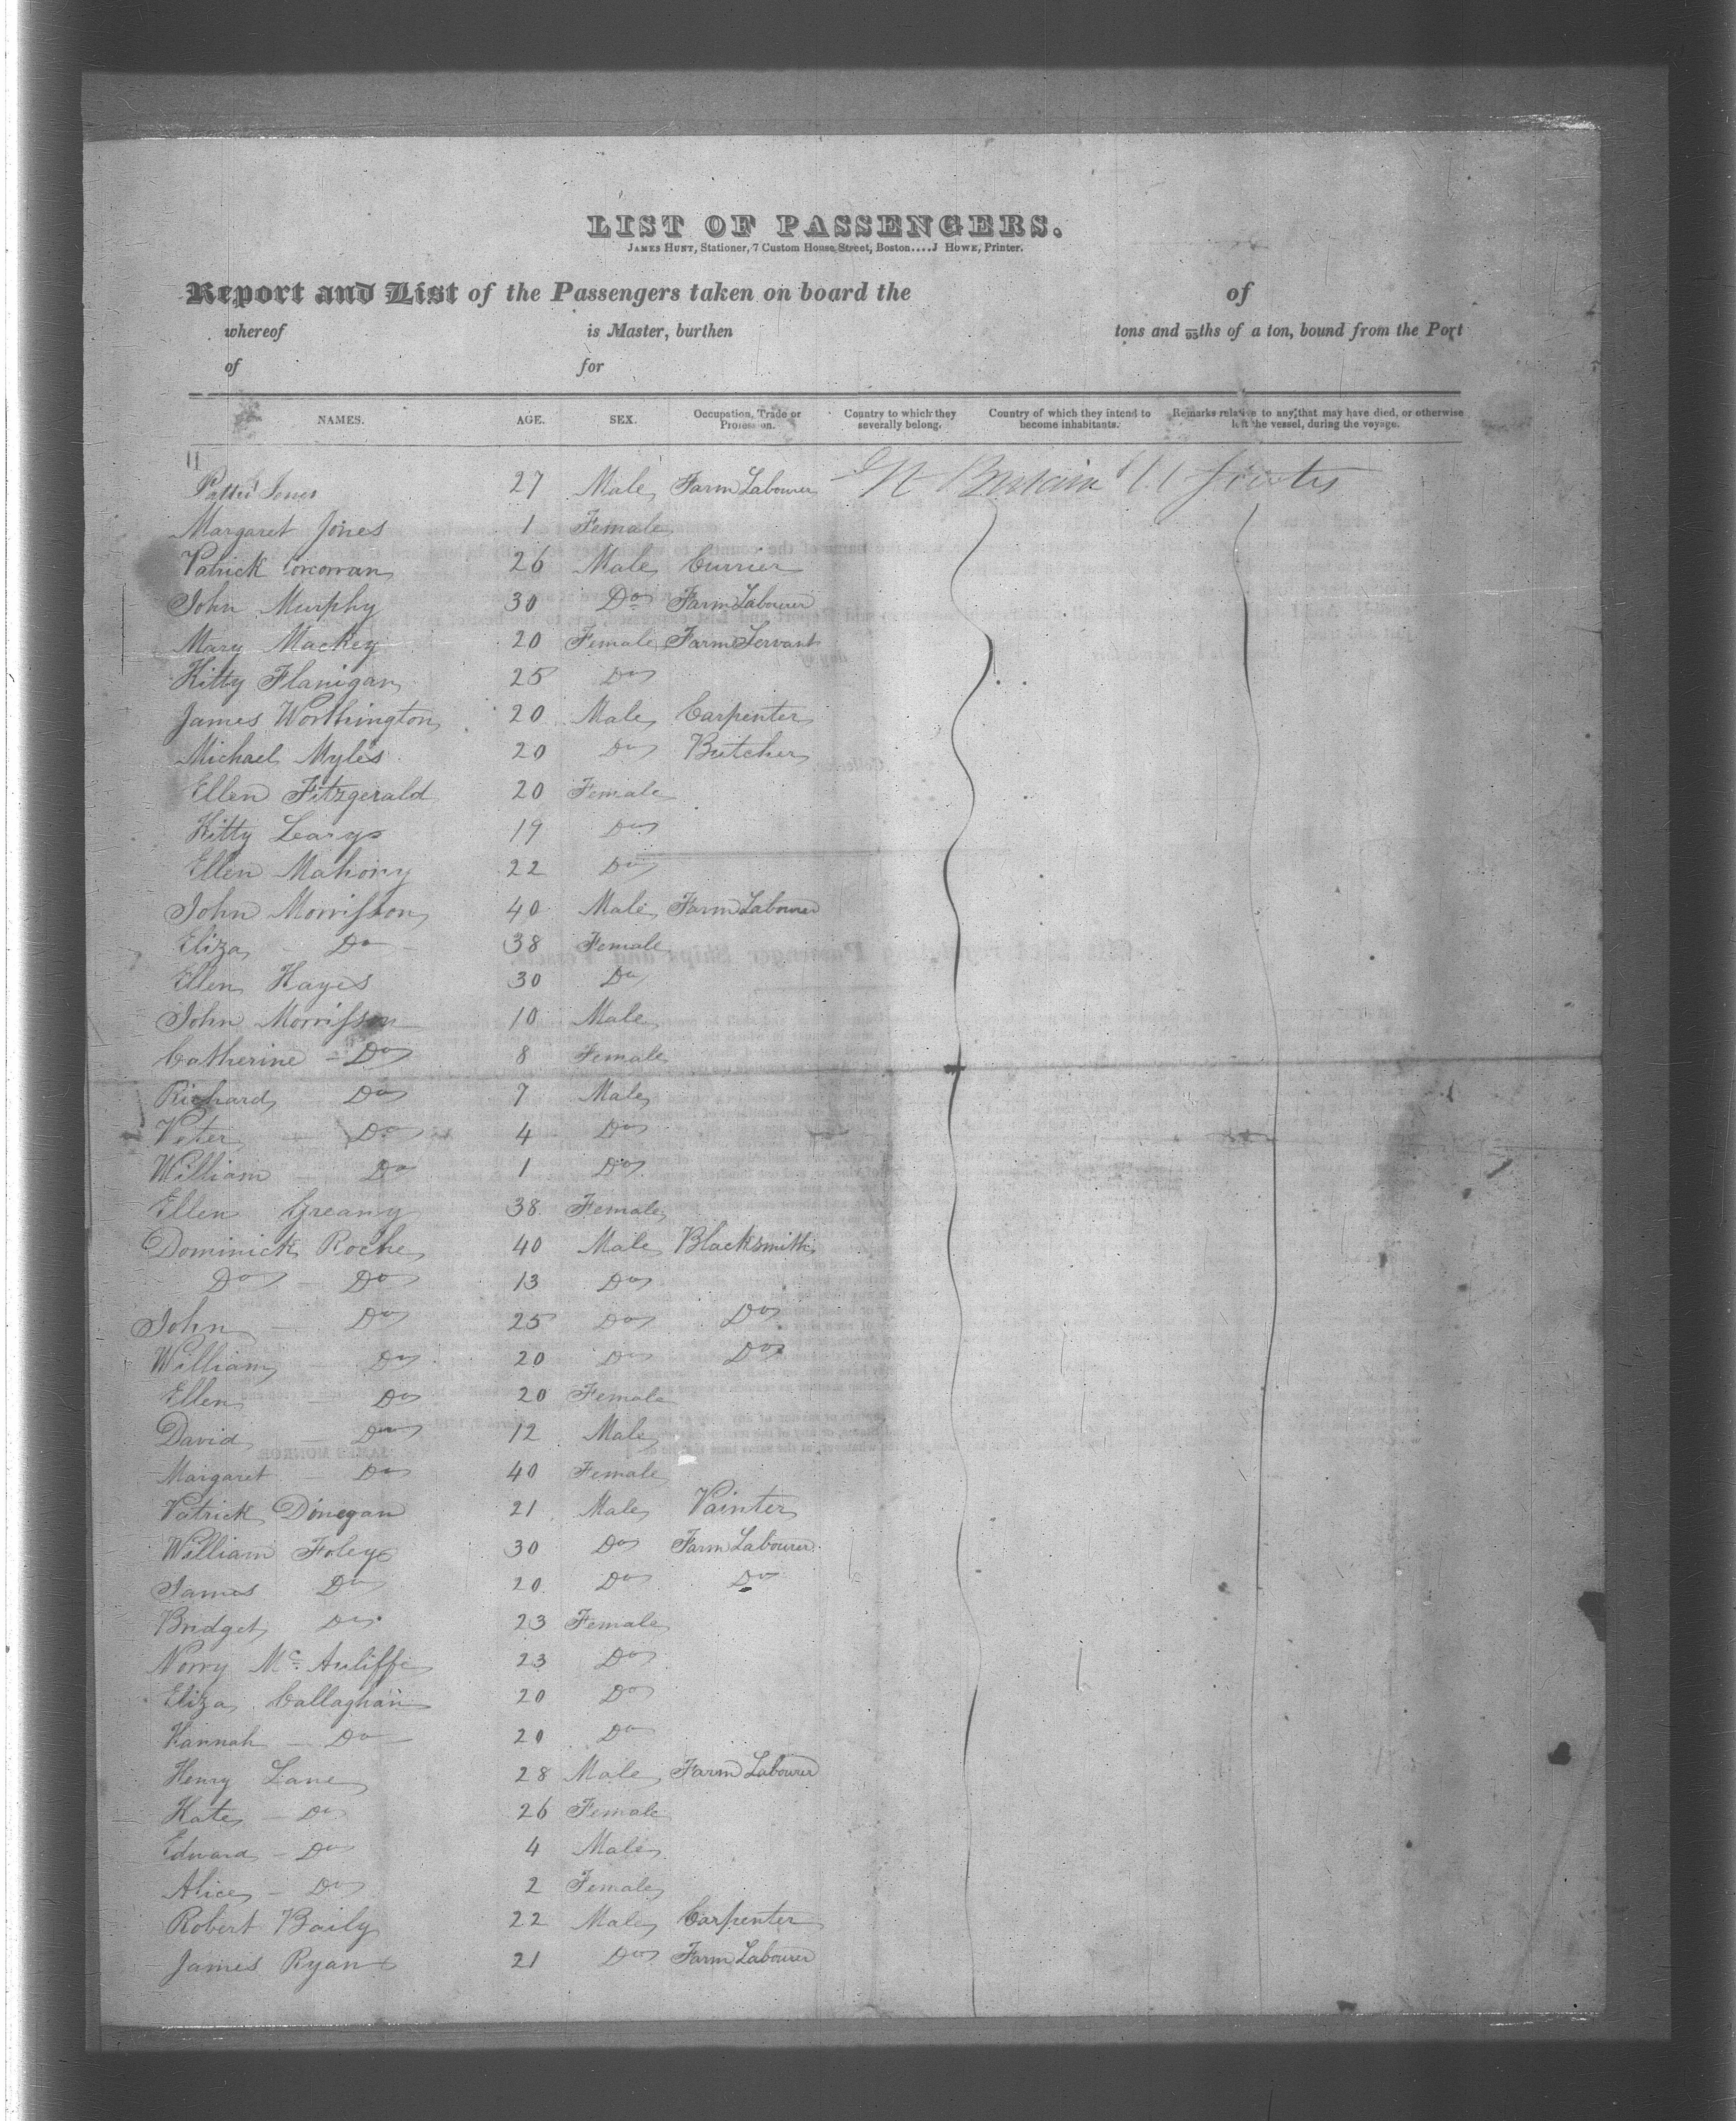 LIST OF PASSENGERS.
JAMES HUNT, Stationer, 7 Custom House Street, Boston....J HOWE, Printer.
Report and List of the Passengers taken on board the of
whereof is Master, burthen tons and 95ths of a ton, bound from the Port
of for
NAMES. AGE. SEX. Occupation, Trade or Profession. Country to which they severally belong. Country of which they intend to become inhabitants. Remarks relative to any that may have died, or otherwise left the vessel, during the voyage.
Jones 27 Male Farm Labourer Gt Britain U States
Margaret Jones 1 Female
Patrick Corcoran 26 Male Currier
John Murphy 30 Do Farm Labourer
Mary Mackey 20 Female Farm Servant
Kitty Flanigan 25 Do
James Worthington 20 Male Carpenter
Michael Myles 20 Do Butcher
Ellen Fitzgerald 20 Female
Kitty Leary 19 Do
Ellen Mahony 22 Do
John Morrisson 40 Male Farm Labourer
Eliza - Do - 38 Female
Ellen Hayes 30 Do
John Morrisson 10 Male
Catherine - Do 8 Female
Richard - Do 7 Male
Peter - Do 4 Do
William - Do 1 Do
Ellen Greany 38 Female
Dominick Roche 40 Male Blacksmith
Do - Do 13 Do
John - Do 25 Do Do
William - Do 20 Do Do
Ellen - Do 20 Female
David - Do 12 Male
Margaret - Do 40 Female
Patrick Donegan 21 Male Painter
William Foley 30 Do Farm Labourer
James Do 20 Do Do
Bridget Do 23 Female
Norry Mc Auliffe 23 Do
Eliza Callaghan 20 Do
Hannah - Do 20 Do
Henry Lane 28 Male Farm Labourer
Kate - Do 26 Female
Edward - Do 4 Male
Alice - Do 2 Female
Robert Baily 22 Male Carpenter
James Ryan 21 Do Farm Labourer